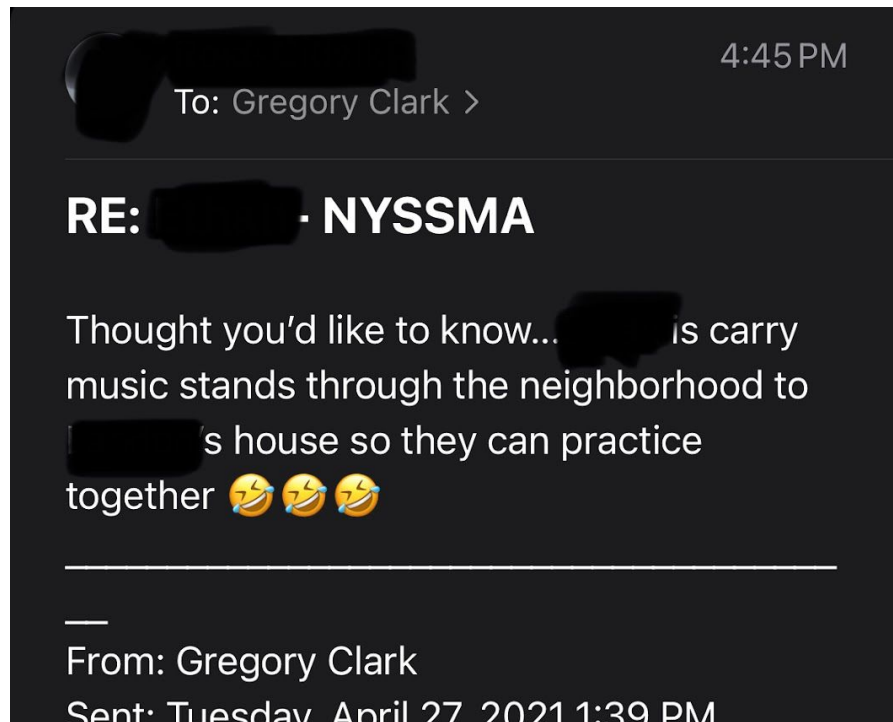 4:45 PM
To: Gregory Clark >
RE: - NYSSMA
Thought you’d like to know... is carry
music stands through the neighborhood to
's house so they can practice
together 🤣🤣🤣
From: Gregory Clark
Sent: Tuesday, April 27, 2021 1:39 PM